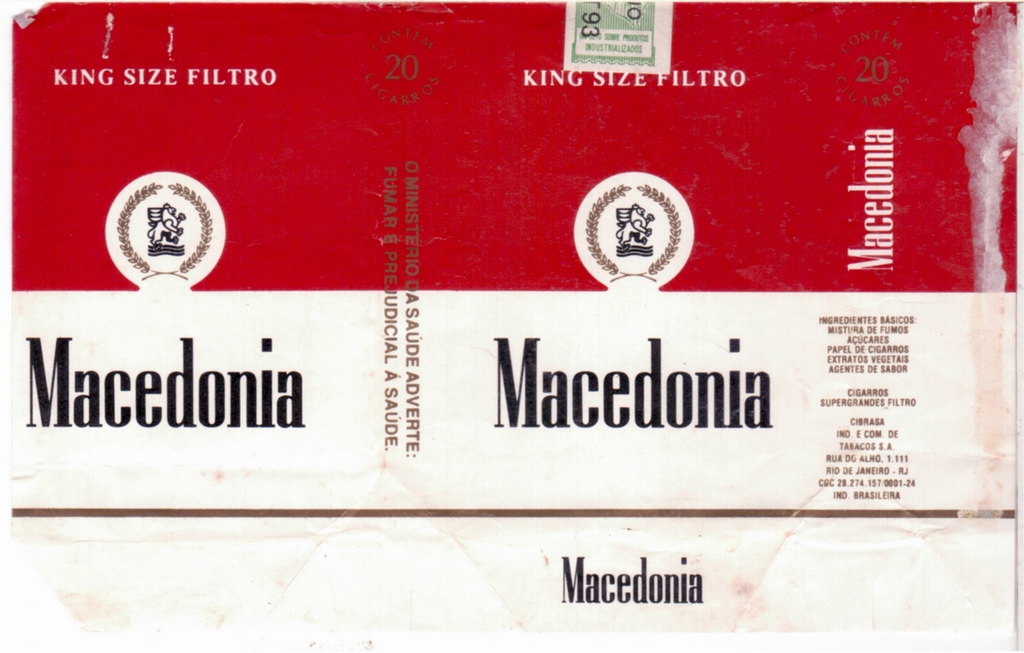 KING SIZE FILTRO
CONTÉM
20
CIGARROS
O MINISTÉRIO DA SAÚDE ADVERTE:
FUMAR É PREJUDICIAL À SAÚDE.
Macedonia
KING SIZE FILTRO
10
93
SOBRE PRODUTOS
INDUSTRIALIZADOS
Macedonia
CONTÉM
20
CIGARROS
Macedonia
INGREDIENTES BÁSICOS:
MISTURA DE FUMOS
AÇÚCARES
PAPEL DE CIGARROS
EXTRATOS VEGETAIS
AGENTES DE SABOR
CIGARROS
SUPERGRANDES FILTRO
CIBRASA
IND. E COM. DE
TABACOS S.A.
RUA DO ALHO, 1.111
RIO DE JANEIRO - RJ
CGC 28.274.157/0001-24
IND. BRASILEIRA
Macedonia